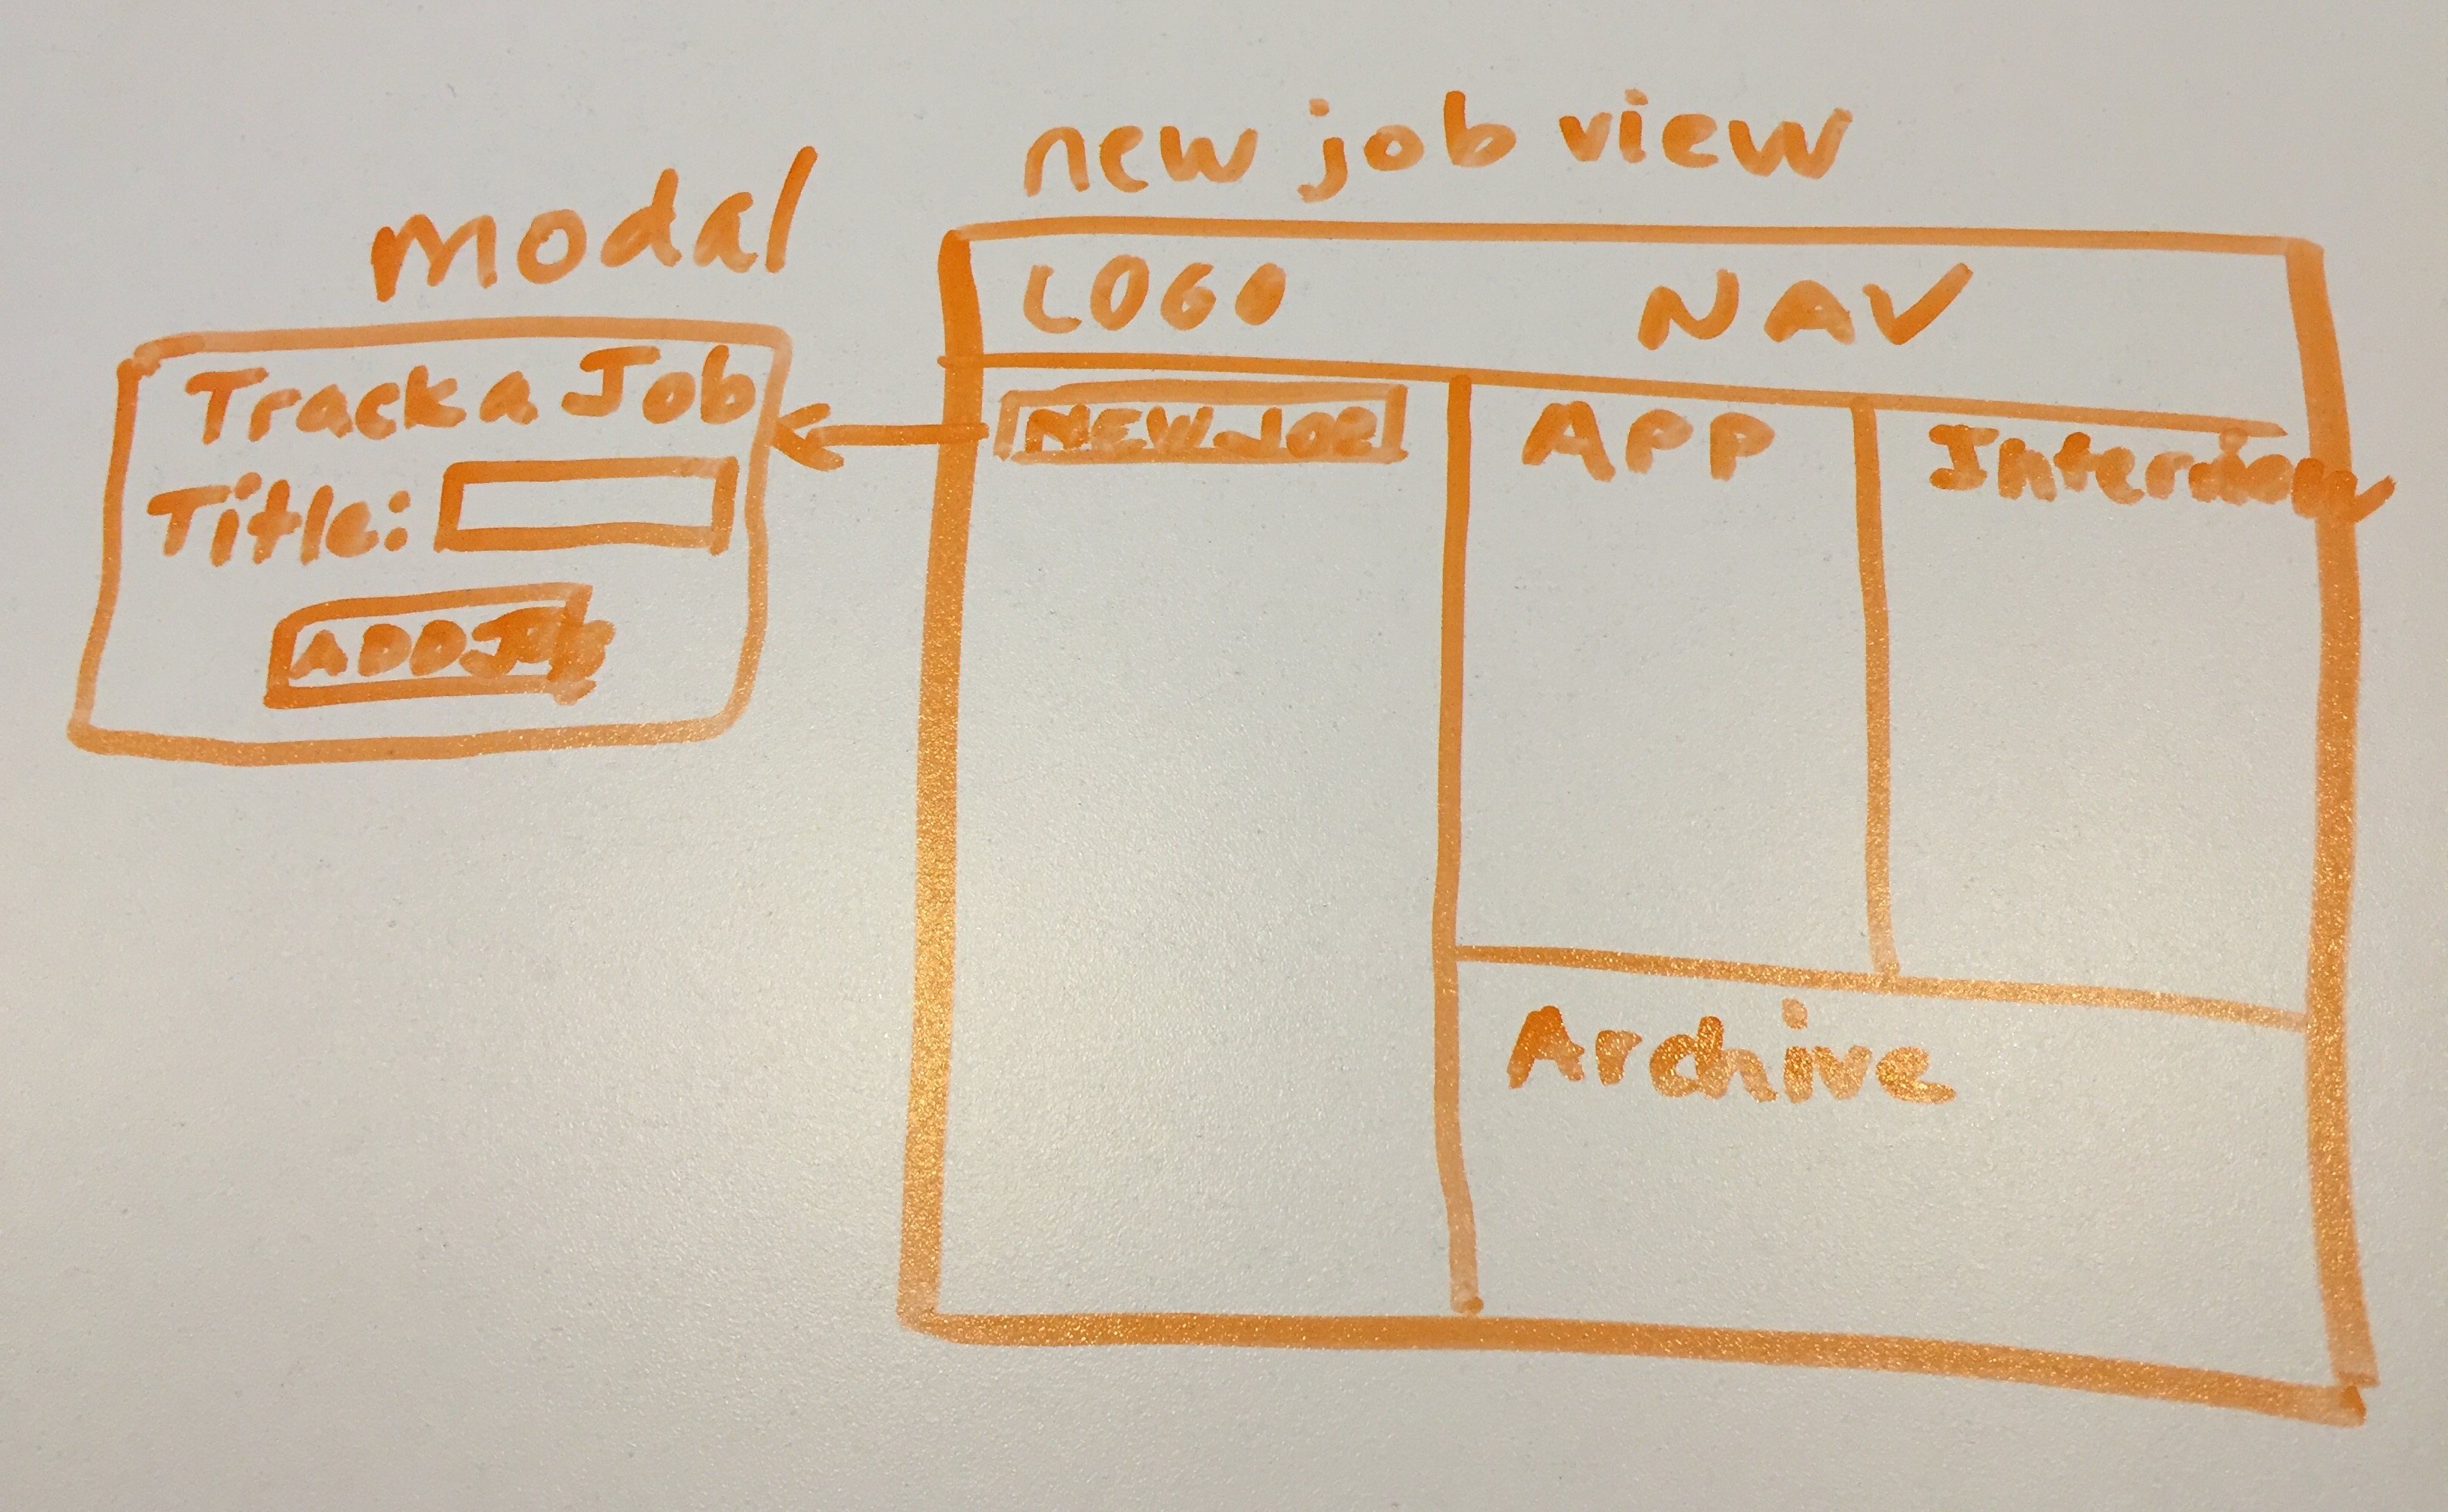 modal
Track a Job
Title:
ADD Job
new job view
LOGO NAV
NEW JOB
APP
Interview
Archive